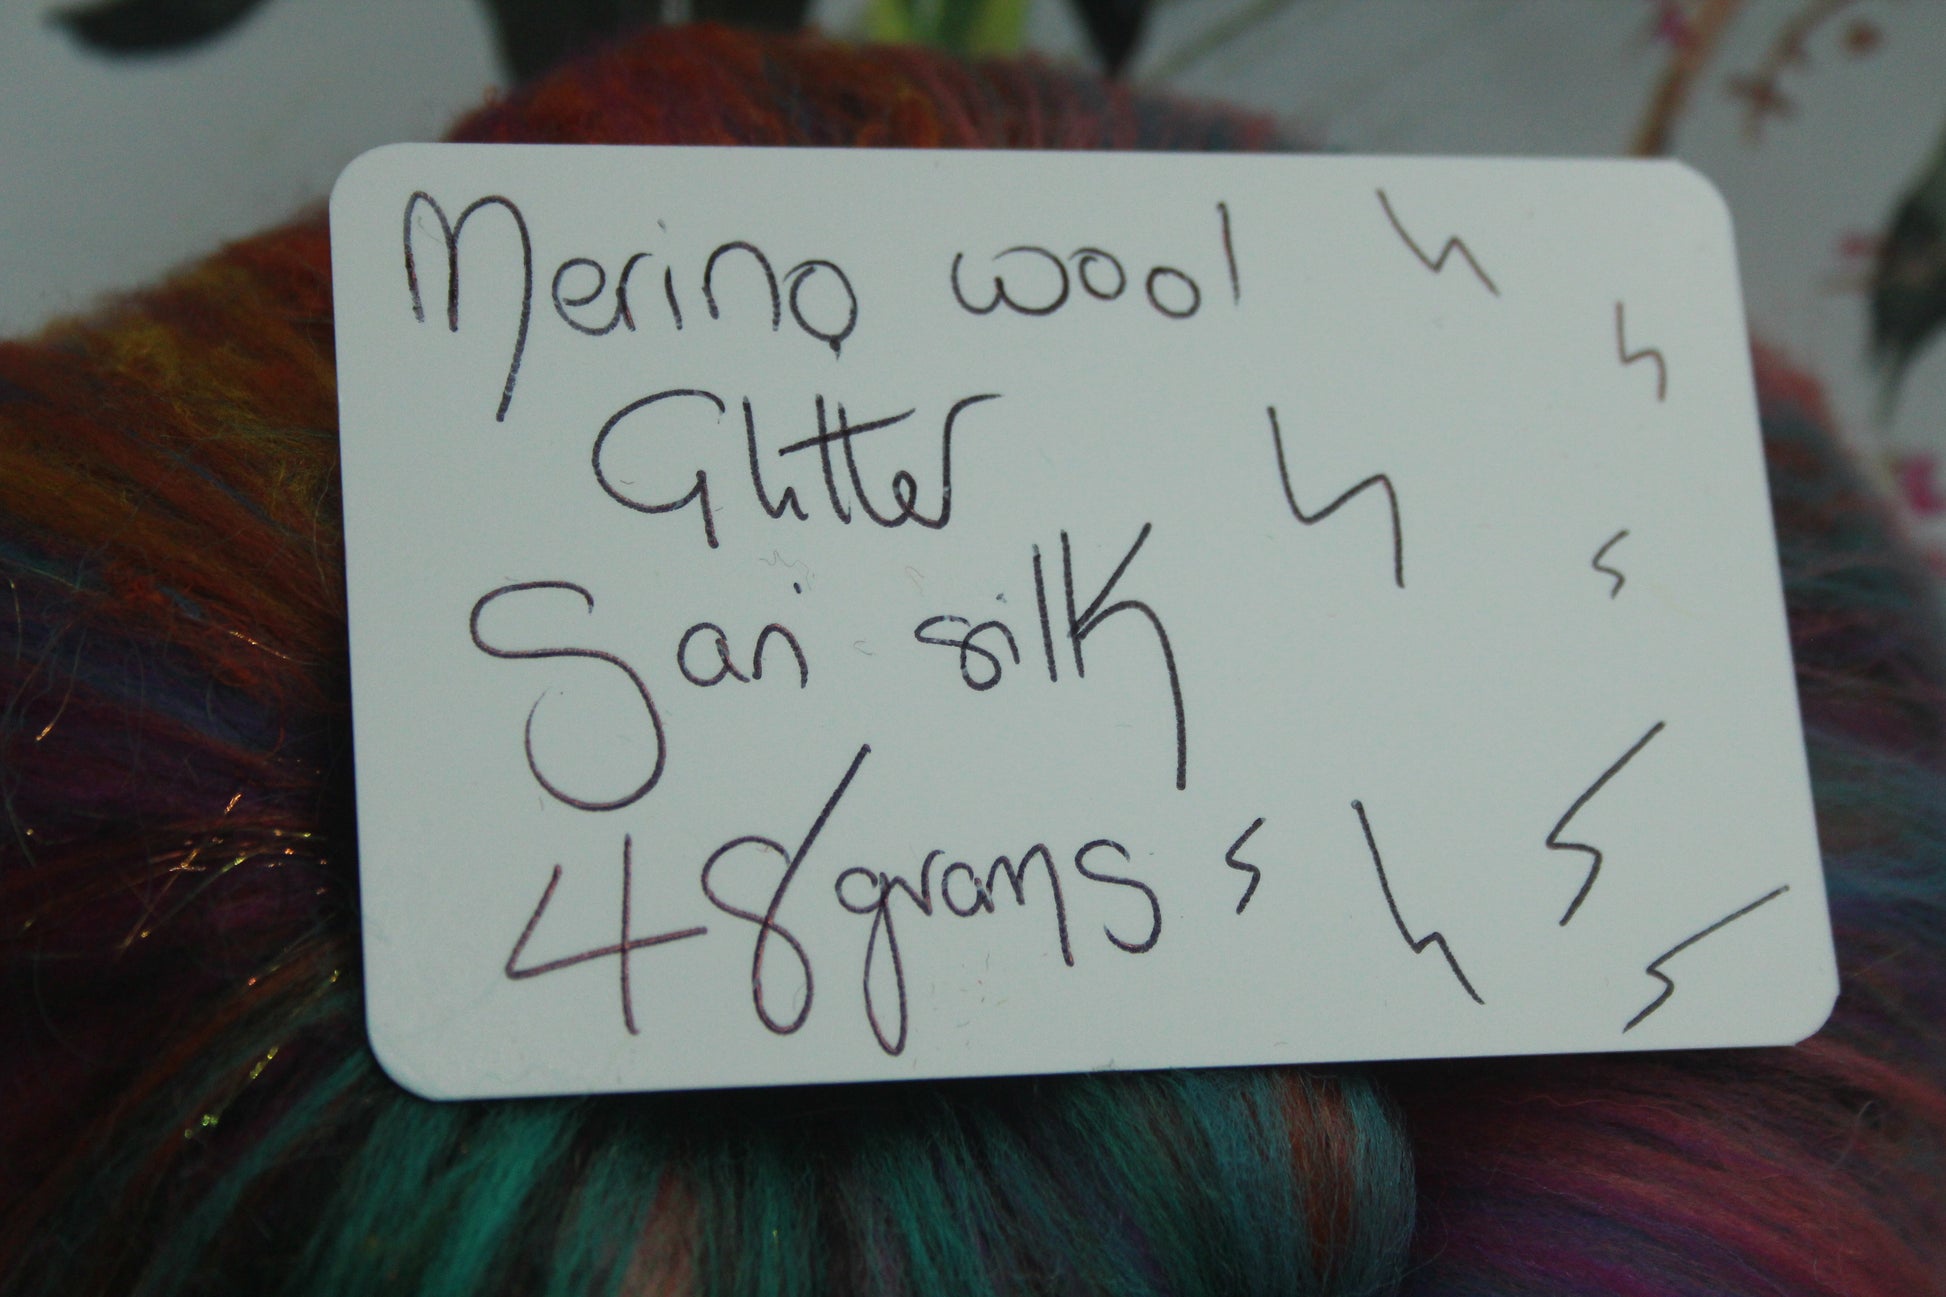 Merino wool
Glitter
Sari silk
48grams